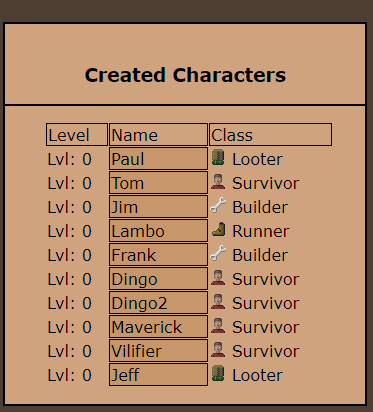 Created Characters
Level Name Class
Lvl: 0 Paul Looter
Lvl: 0 Tom Survivor
Lvl: 0 Jim Builder
Lvl: 0 Lambo Runner
Lvl: 0 Frank Builder
Lvl: 0 Dingo Survivor
Lvl: 0 Dingo2 Survivor
Lvl: 0 Maverick Survivor
Lvl: 0 Vilifier Survivor
Lvl: 0 Jeff Looter